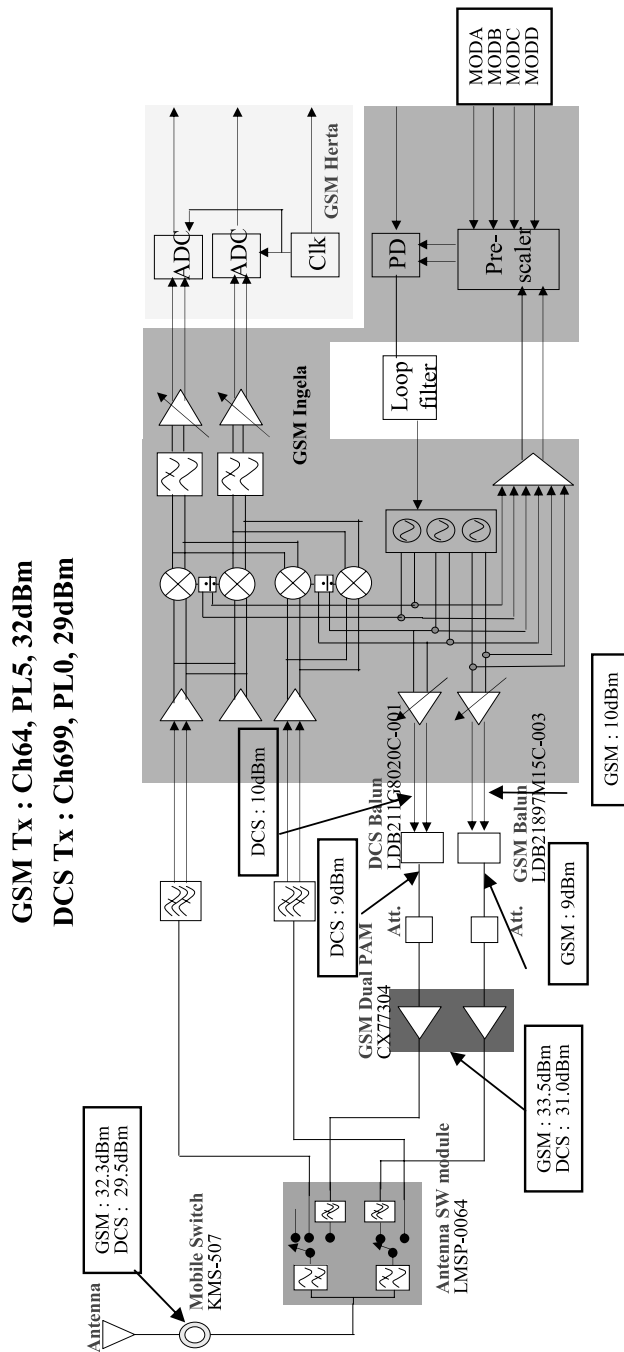 GSM Tx : Ch64, PL5, 32dBm
DCS Tx : Ch699, PL0, 29dBm
Antenna
GSM : 32.3dBm
DCS : 29.5dBm
Mobile Switch
KMS-507
Antenna SW module
LMSP-0064
GSM : 33.5dBm
DCS : 31.0dBm
GSM Dual PAM
CX77304
Att.
Att.
DCS : 9dBm
GSM : 9dBm
DCS : 10dBm
DCS Balun
LDB211G8020C-001
GSM Balun
LDB21897M15C-003
GSM : 10dBm
GSM Ingela
Loop
filter
ADC
ADC
Clk
GSM Herta
PD
Pre-
scaler
MODA
MODB
MODC
MODD